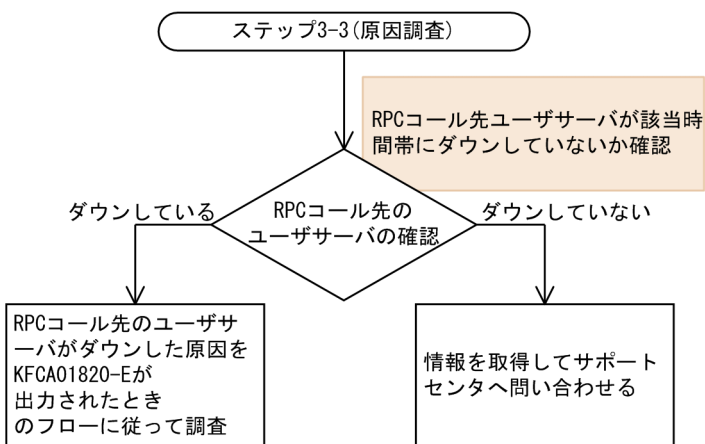 ステップ3-3(原因調査)
RPCコール先ユーザサーバが該当時
間帯にダウンしていないか確認
ダウンしている
RPCコール先の
ユーザサーバの確認
ダウンしていない
RPCコール先のユーザサ
ーバがダウンした原因を
KFCA01820-Eが
出力されたとき
のフローに従って調査
情報を取得してサポート
センタへ問い合わせる